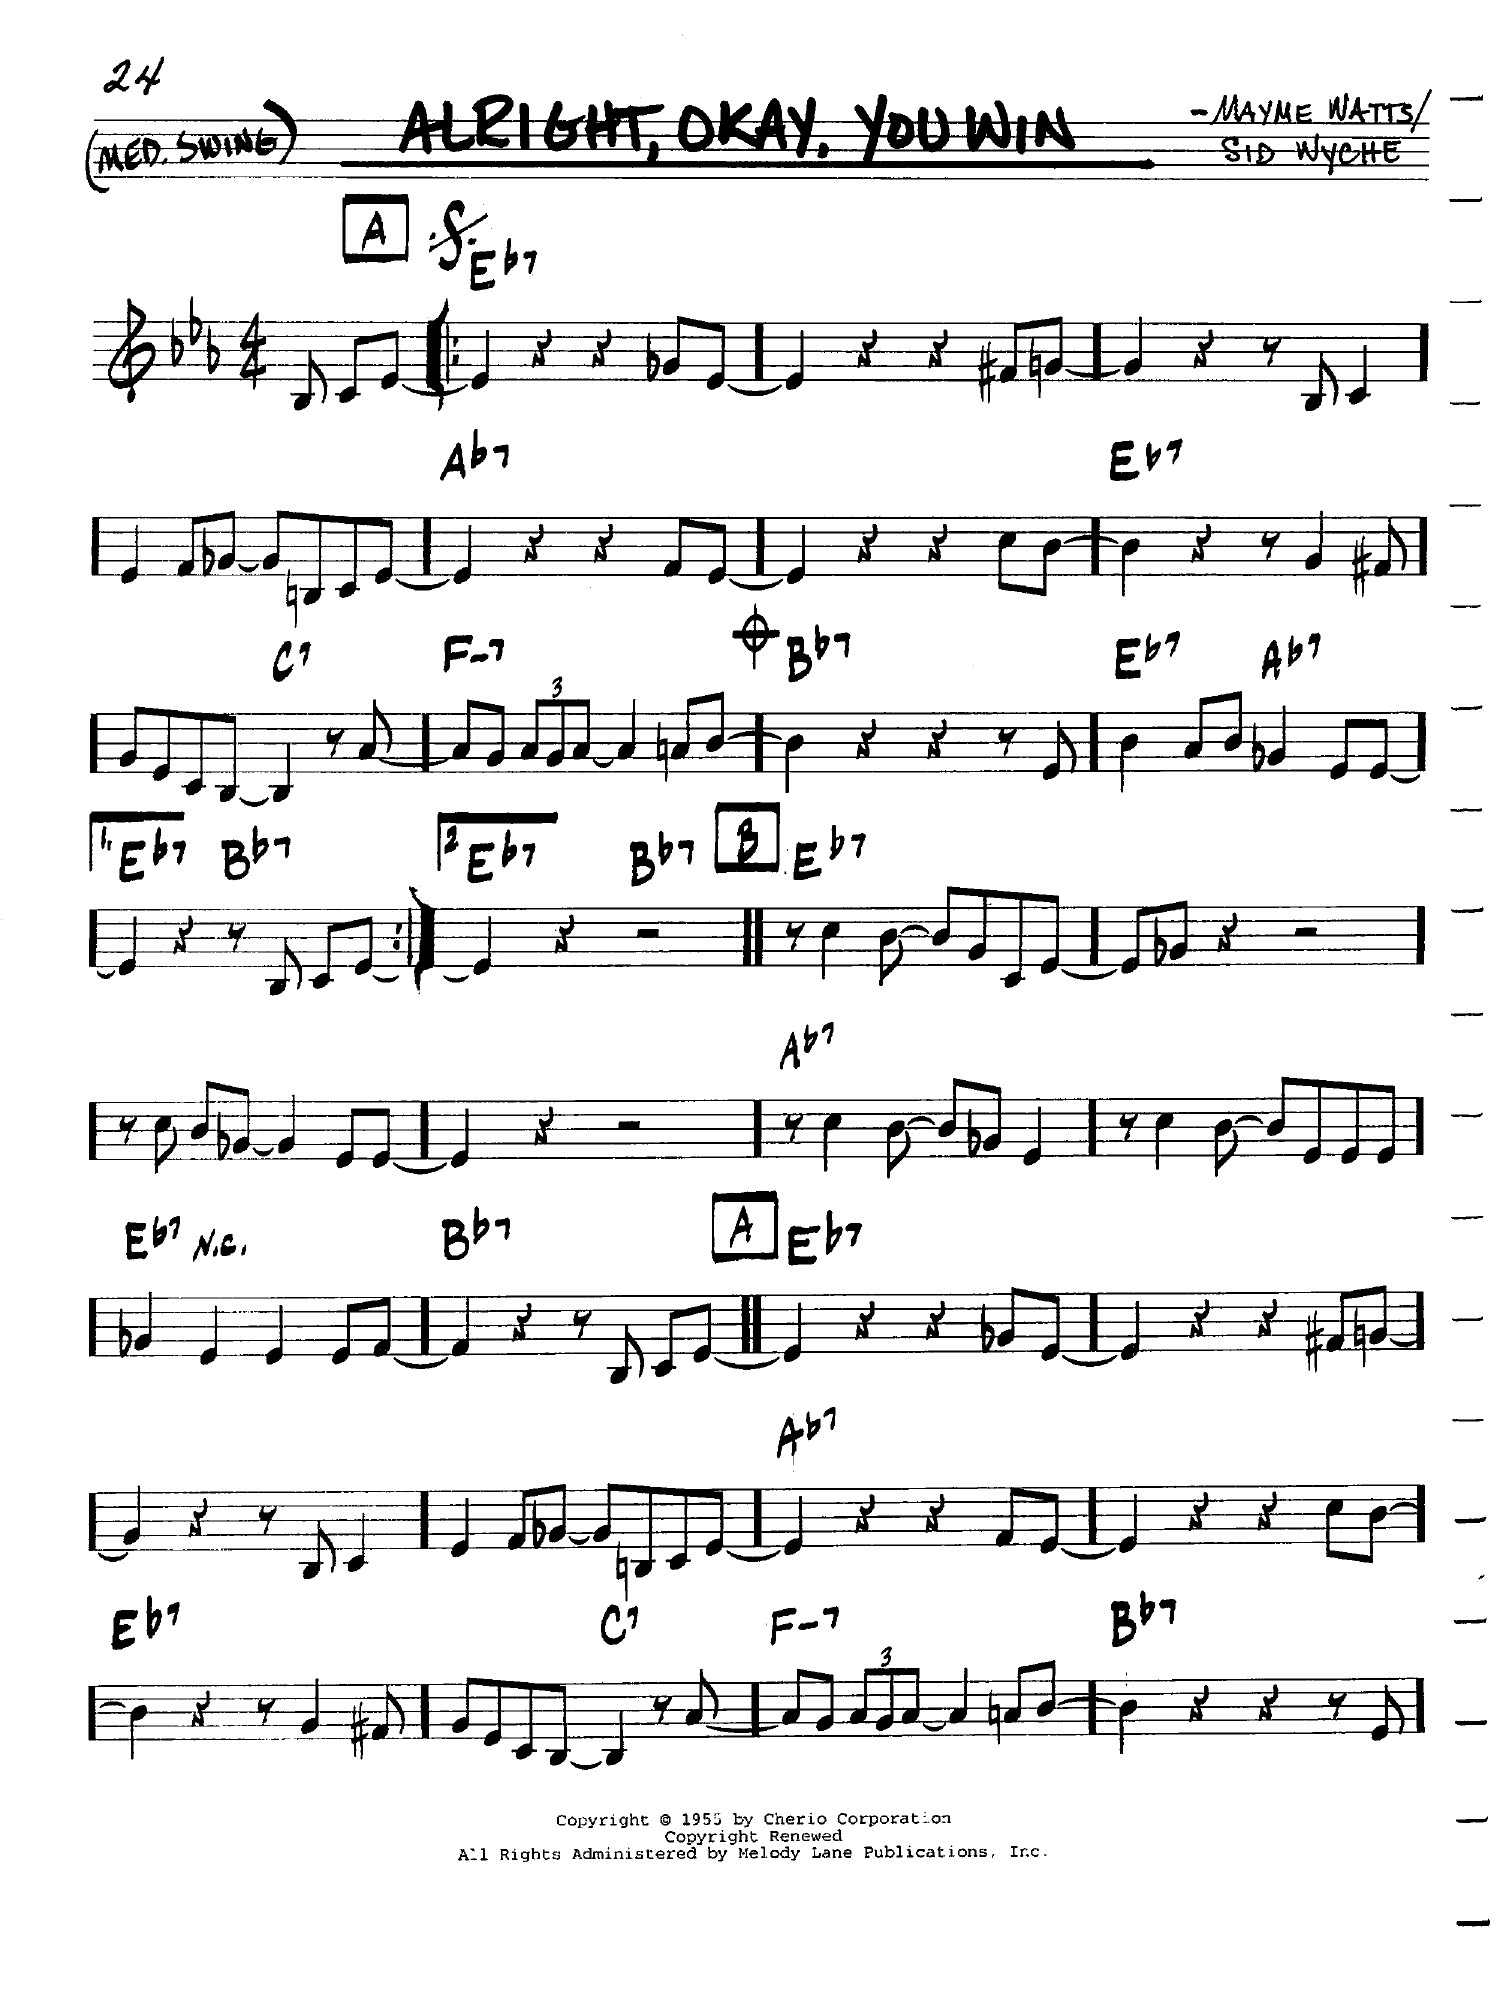 24
(MED. SWING)
ALRIGHT, OKAY, YOU WIN
- MAYME WATTS/
SID WYCHE
A
E♭7
4
4
A♭7 E♭7
C7 F-7 B♭7 E♭7 A♭7
3
1. E♭7 B♭7 2 E♭7 B♭7 B E♭7
A♭7
E♭7 N.C. B♭7 A E♭7
A♭7
E♭7 C7 F-7 B♭7
3
Copyright © 1955 by Cherio Corporation
Copyright Renewed
All Rights Administered by Melody Lane Publications, Inc.